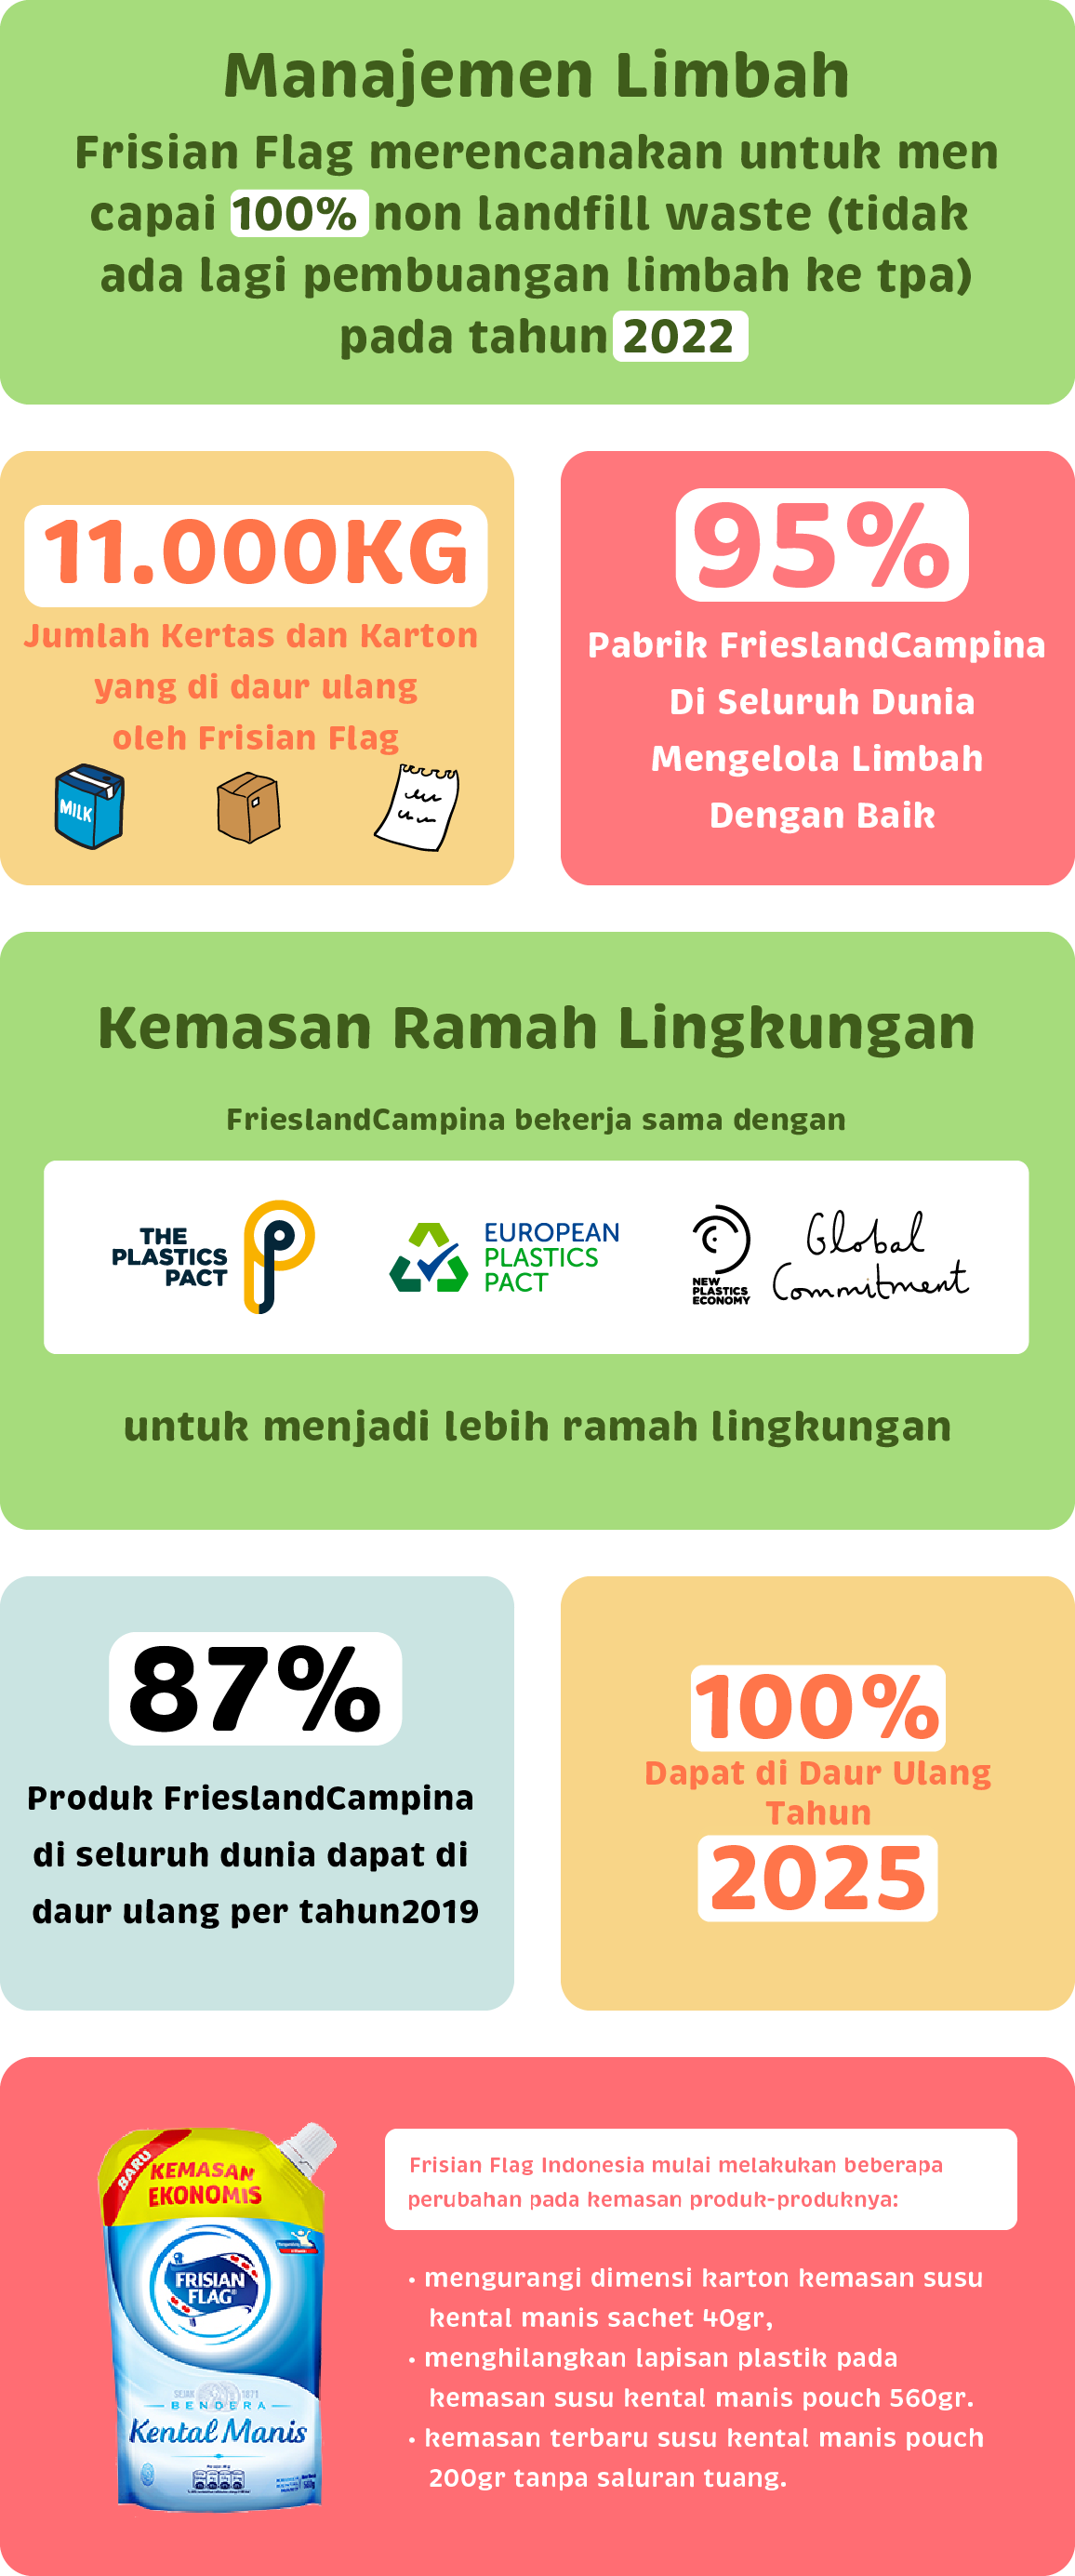 Manajemen Limbah
Frisian Flag merencanakan untuk men
capai 100% non landfill waste (tidak
ada lagi pembuangan limbah ke tpa)
pada tahun 2022
11.000KG
Jumlah Kertas dan Karton
yang di daur ulang
oleh Frisian Flag
MILK
95%
Pabrik FrieslandCampina
Di Seluruh Dunia
Mengelola Limbah
Dengan Baik
Kemasan Ramah Lingkungan
FrieslandCampina bekerja sama dengan
THE
PLASTICS
PACT
EUROPEAN
PLASTICS
PACT
NEW
PLASTICS
ECONOMY
Global
Commitment
untuk menjadi lebih ramah lingkungan
87%
Produk FrieslandCampina
di seluruh dunia dapat di
daur ulang per tahun2019
100%
Dapat di Daur Ulang
Tahun
2025
BARU
KEMASAN
EKONOMIS
FRISIAN
FLAG
SEJAK 1871
BENDERA
Kental Manis
560g
Frisian Flag Indonesia mulai melakukan beberapa
perubahan pada kemasan produk-produknya:
• mengurangi dimensi karton kemasan susu
kental manis sachet 40gr,
• menghilangkan lapisan plastik pada
kemasan susu kental manis pouch 560gr.
• kemasan terbaru susu kental manis pouch
200gr tanpa saluran tuang.